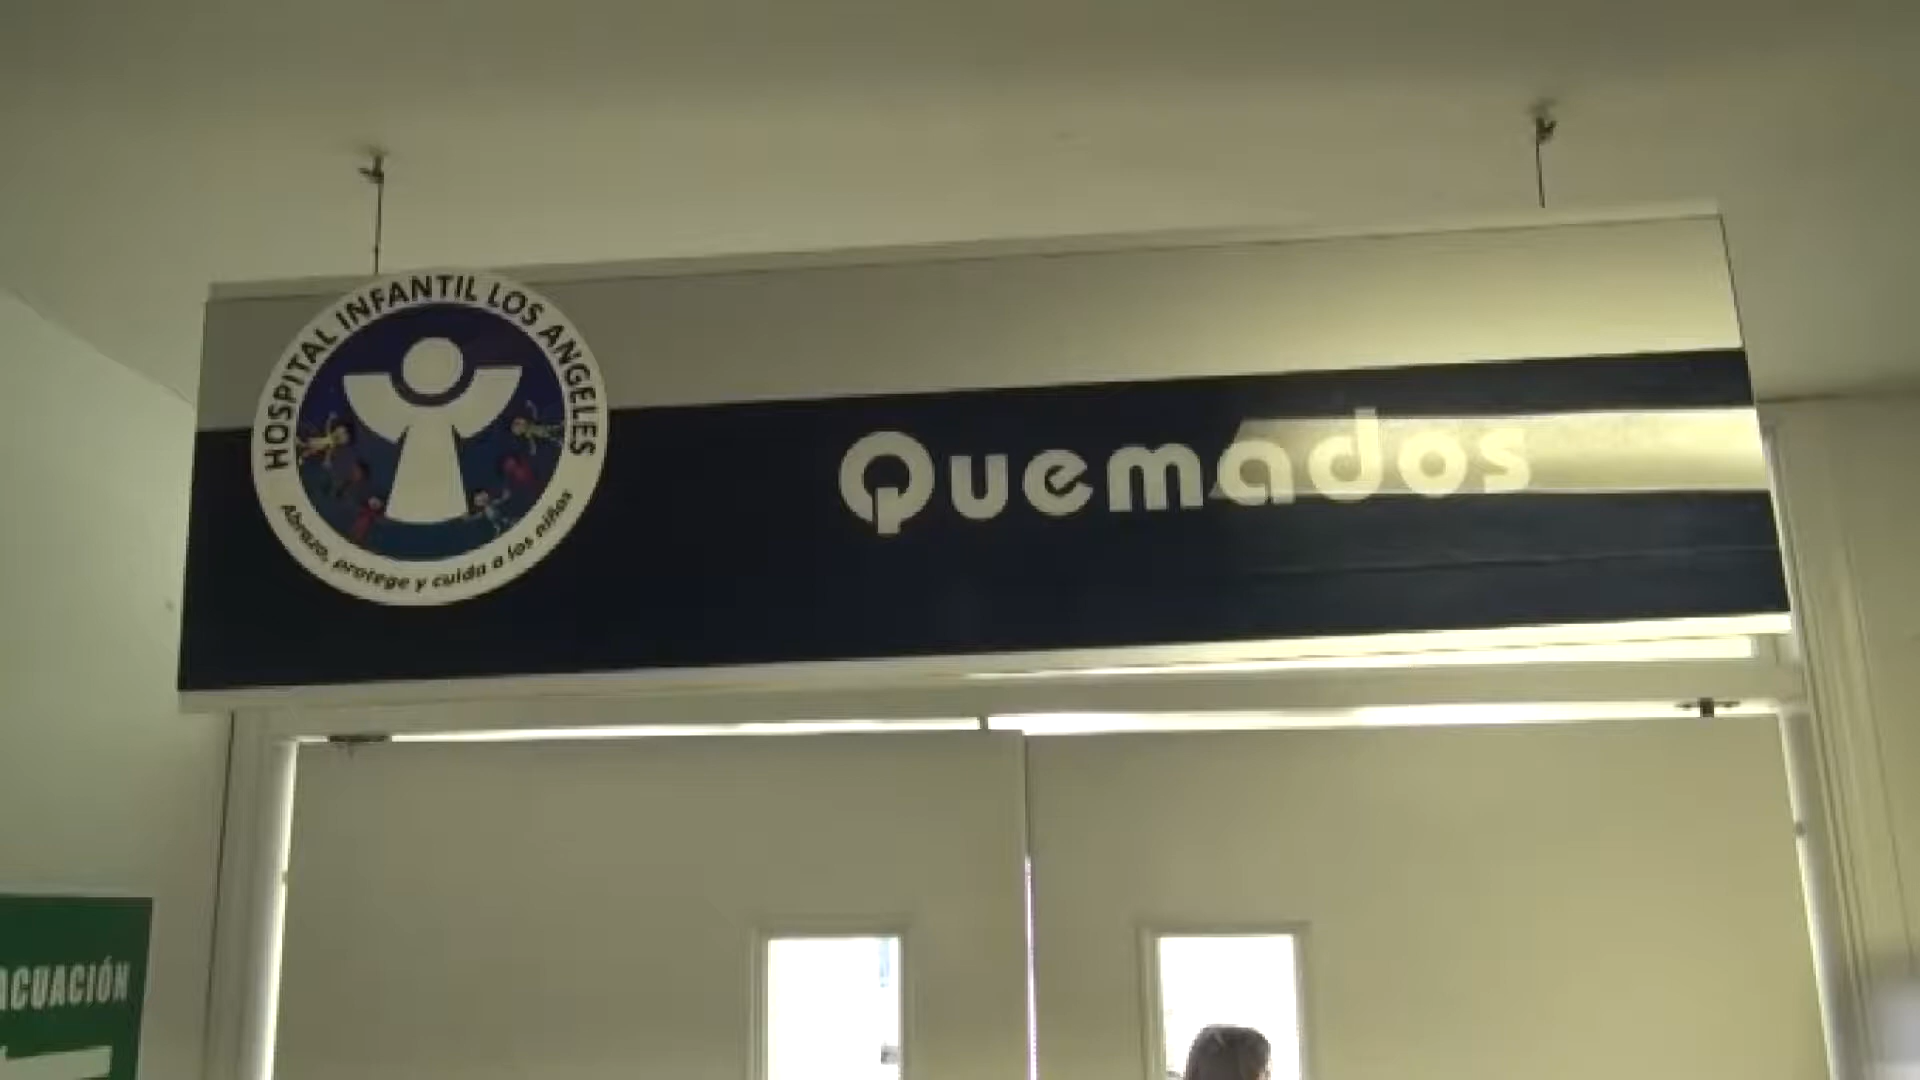 HOSPITAL INFANTIL LOS ANGELES
Abrazo, protege y cuida a los niños
Quemados
ACUACIÓN